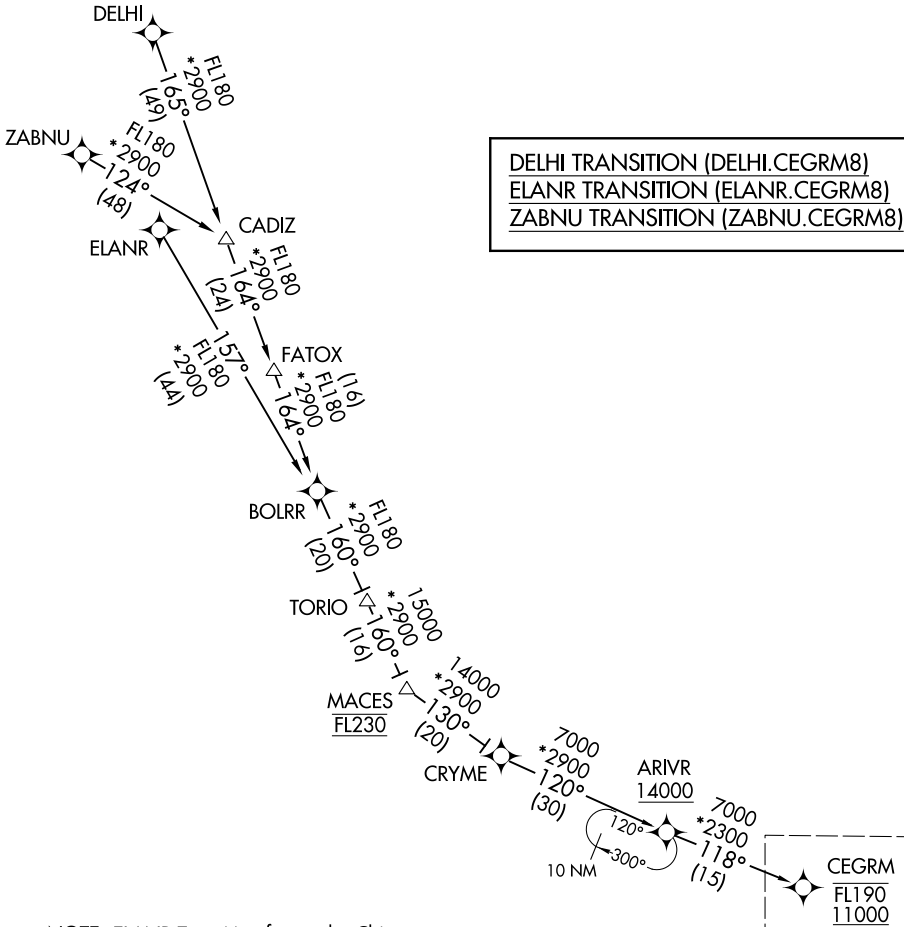 DELHI
FL180
*2900
165°
(49)
ZABNU
FL180
*2900
124°
(48)
DELHI TRANSITION (DELHI.CEGRM8)
ELANR TRANSITION (ELANR.CEGRM8)
ZABNU TRANSITION (ZABNU.CEGRM8)
CADIZ
ELANR
FL180
*2900
164°
(24)
157°
FL180
*2900
(44)
FATOX
(16)
FL180
*2900
164°
BOLRR
FL180
*2900
160°
(20)
TORIO
15000
*2900
160°
(16)
MACES
FL230
14000
*2900
130°
(20)
CRYME
7000
*2900
120°
(30)
ARIVR
14000
120°
300°
10 NM
7000
*2300
118°
(15)
CEGRM
FL190
11000